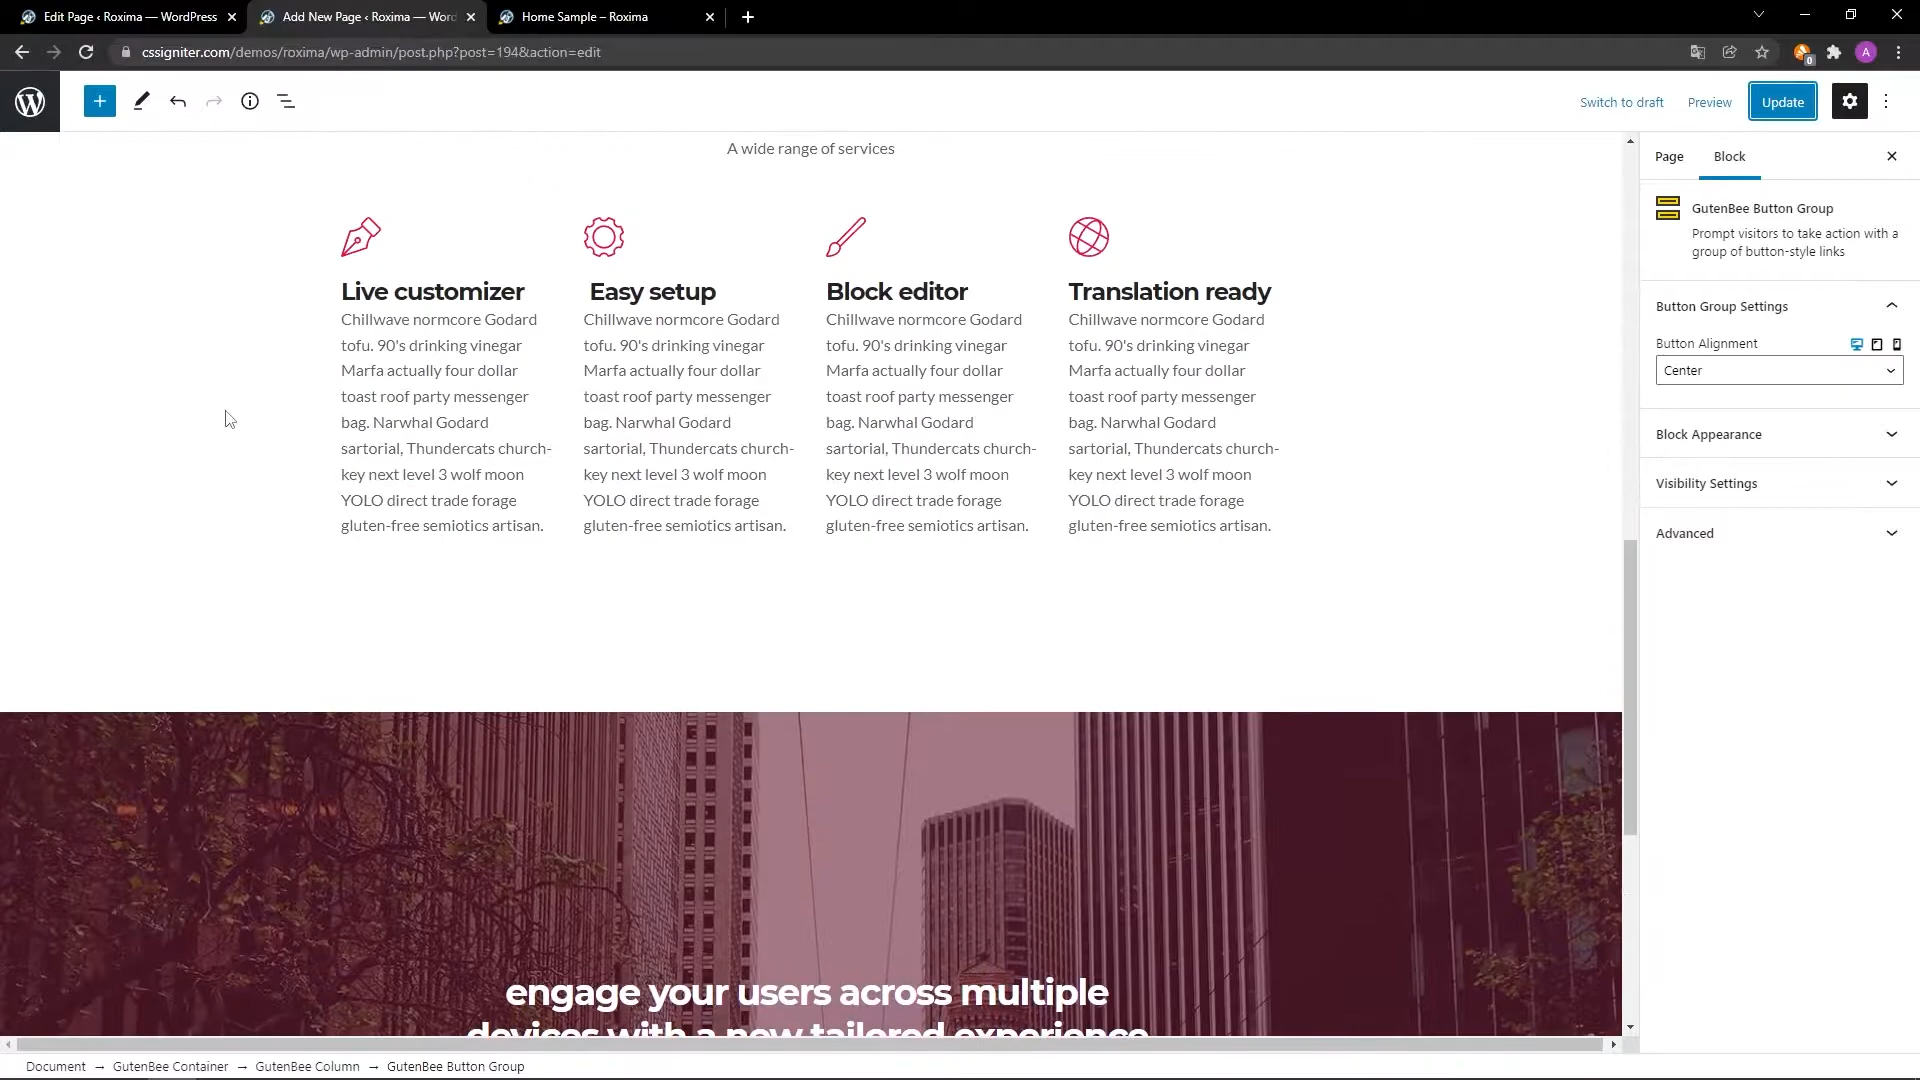 Edit Page ‹ Roxima — WordPress
Add New Page ‹ Roxima — Word
Home Sample – Roxima
cssigniter.com/demos/roxima/wp-admin/post.php?post=194&action=edit
0
A
Switch to draft
Preview
Update
A wide range of services
Live customizer
Chillwave normcore Godard
tofu. 90's drinking vinegar
Marfa actually four dollar
toast roof party messenger
bag. Narwhal Godard
sartorial, Thundercats church-
key next level 3 wolf moon
YOLO direct trade forage
gluten-free semiotics artisan.
Easy setup
Chillwave normcore Godard
tofu. 90's drinking vinegar
Marfa actually four dollar
toast roof party messenger
bag. Narwhal Godard
sartorial, Thundercats church-
key next level 3 wolf moon
YOLO direct trade forage
gluten-free semiotics artisan.
Block editor
Chillwave normcore Godard
tofu. 90's drinking vinegar
Marfa actually four dollar
toast roof party messenger
bag. Narwhal Godard
sartorial, Thundercats church-
key next level 3 wolf moon
YOLO direct trade forage
gluten-free semiotics artisan.
Translation ready
Chillwave normcore Godard
tofu. 90's drinking vinegar
Marfa actually four dollar
toast roof party messenger
bag. Narwhal Godard
sartorial, Thundercats church-
key next level 3 wolf moon
YOLO direct trade forage
gluten-free semiotics artisan.
engage your users across multiple
devices with a new tailored experience
Page
Block
GutenBee Button Group
Prompt visitors to take action with a
group of button-style links
Button Group Settings
Button Alignment
Center
Block Appearance
Visibility Settings
Advanced
Document → GutenBee Container → GutenBee Column → GutenBee Button Group